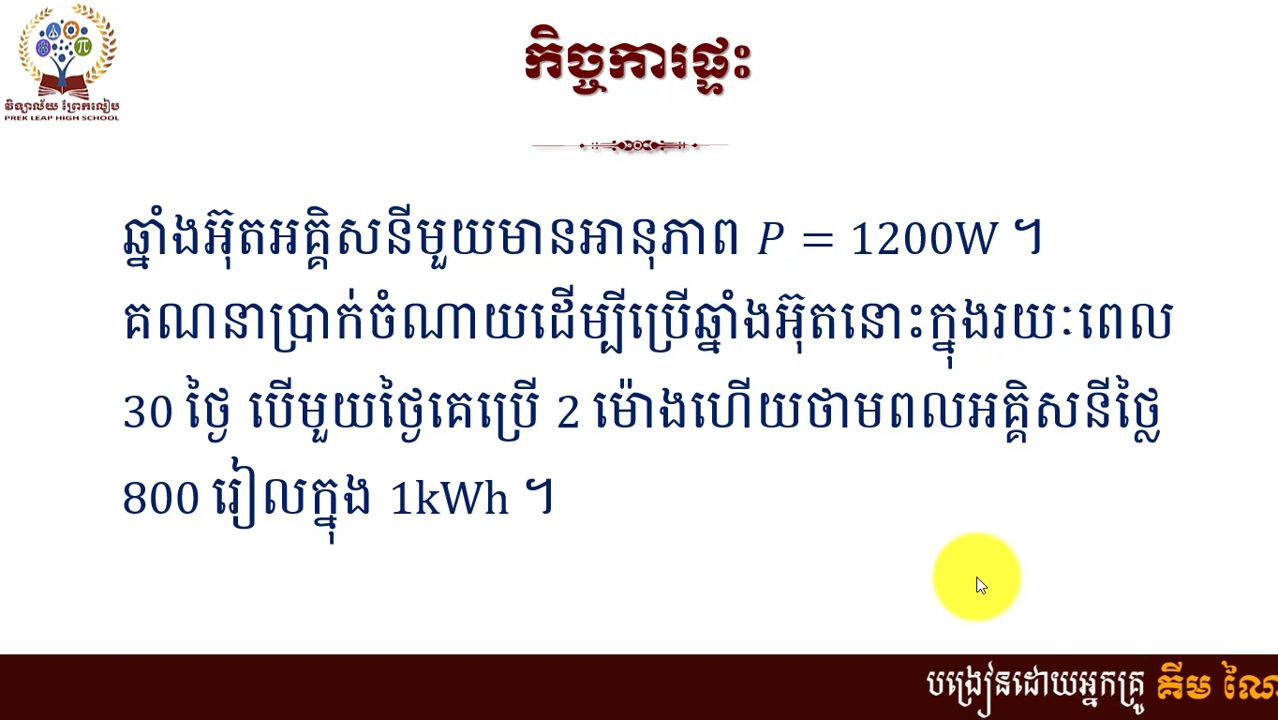 វិទ្យាល័យ ព្រែកលៀប
PREK LEAP HIGH SCHOOL
កិច្ចការផ្ទះ
ឆ្នាំងអ៊ុតអគ្គិសនីមួយមានអានុភាព P = 1200W ។
គណនាប្រាក់ចំណាយដើម្បីប្រើឆ្នាំងអ៊ុតនោះក្នុងរយៈពេល
30 ថ្ងៃ បើមួយថ្ងៃគេប្រើ 2 ម៉ោងហើយថាមពលអគ្គិសនីថ្លៃ
800 រៀលក្នុង 1kWh ។
បង្រៀនដោយអ្នកគ្រូ គីម ណៃ